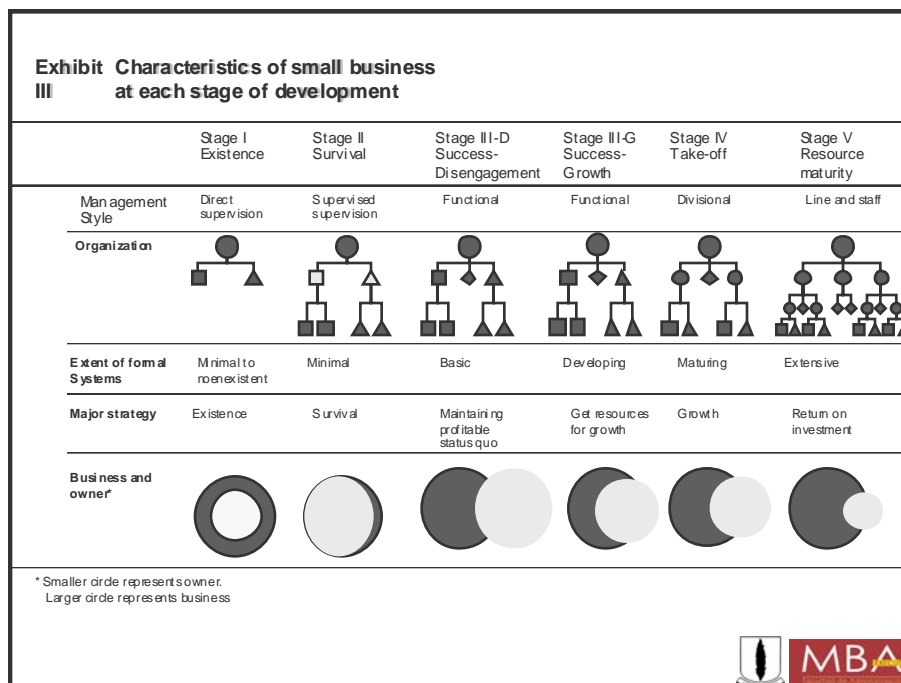 Exhibit Characteristics of small business
III at each stage of development
Stage I Stage II Stage III-D Stage III-G Stage IV Stage V
Existence Survival Success- Success- Take-off Resource
Disengagement Growth maturity
Management Direct Supervised Functional Functional Divisional Line and staff
Style supervision supervision
Organization
Extent of formal Minimal to Minimal Basic Developing Maturing Extensive
Systems noenexistent
Major strategy Existence Survival Maintaining Get resources Growth Return on
profitable for growth investment
status quo
Business and
owner*
* Smaller circle represents owner.
Larger circle represents business
MBA